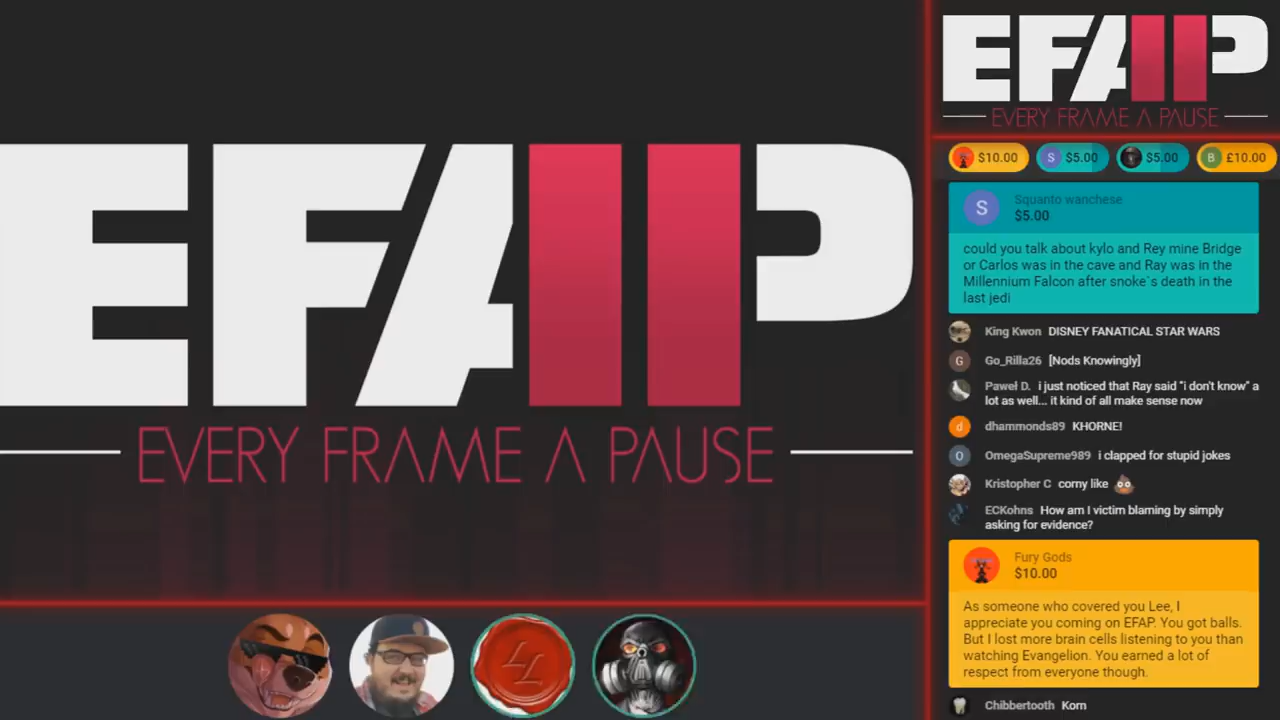 EFAP
EVERY FRAME A PAUSE
LL
EFAP
EVERY FRAME A PAUSE
$10.00
S $5.00
$5.00
B £10.00
S
Squanto wanchese
$5.00
could you talk about kylo and Rey mine Bridge
or Carlos was in the cave and Ray was in the
Millennium Falcon after snoke`s death in the
last jedi
King Kwon DISNEY FANATICAL STAR WARS
G Go_Rilla26 [Nods Knowingly]
Paweł D. i just noticed that Ray said "i don't know" a
lot as well... it kind of all make sense now
d dhammonds89 KHORNE!
O OmegaSupreme989 i clapped for stupid jokes
Kristopher C corny like 💩
ECKohns How am I victim blaming by simply
asking for evidence?
Fury Gods
$10.00
As someone who covered you Lee, I
appreciate you coming on EFAP. You got balls.
But I lost more brain cells listening to you than
watching Evangelion. You earned a lot of
respect from everyone though.
Chibbertooth Korn